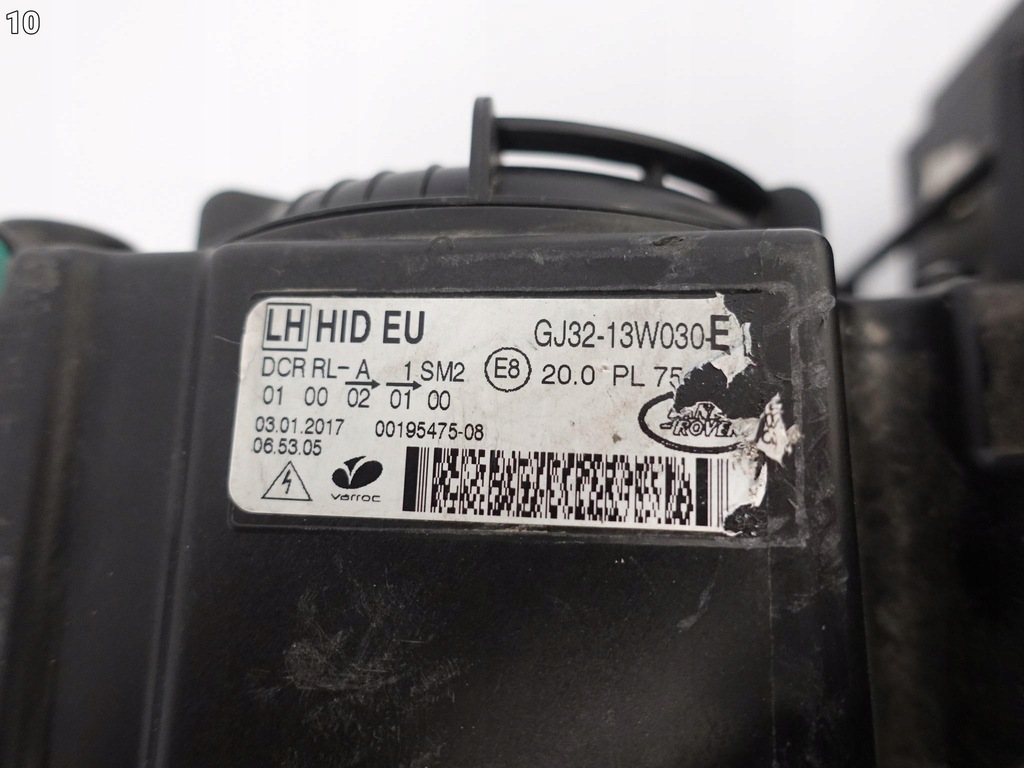 10
LH HID EU GJ32-13W030-E
DCR RL- A 1 SM2 E8 20.0 PL 75
01 00 02 01 00
03.01.2017 00195475-08
06.53.05
ROVER
varroc